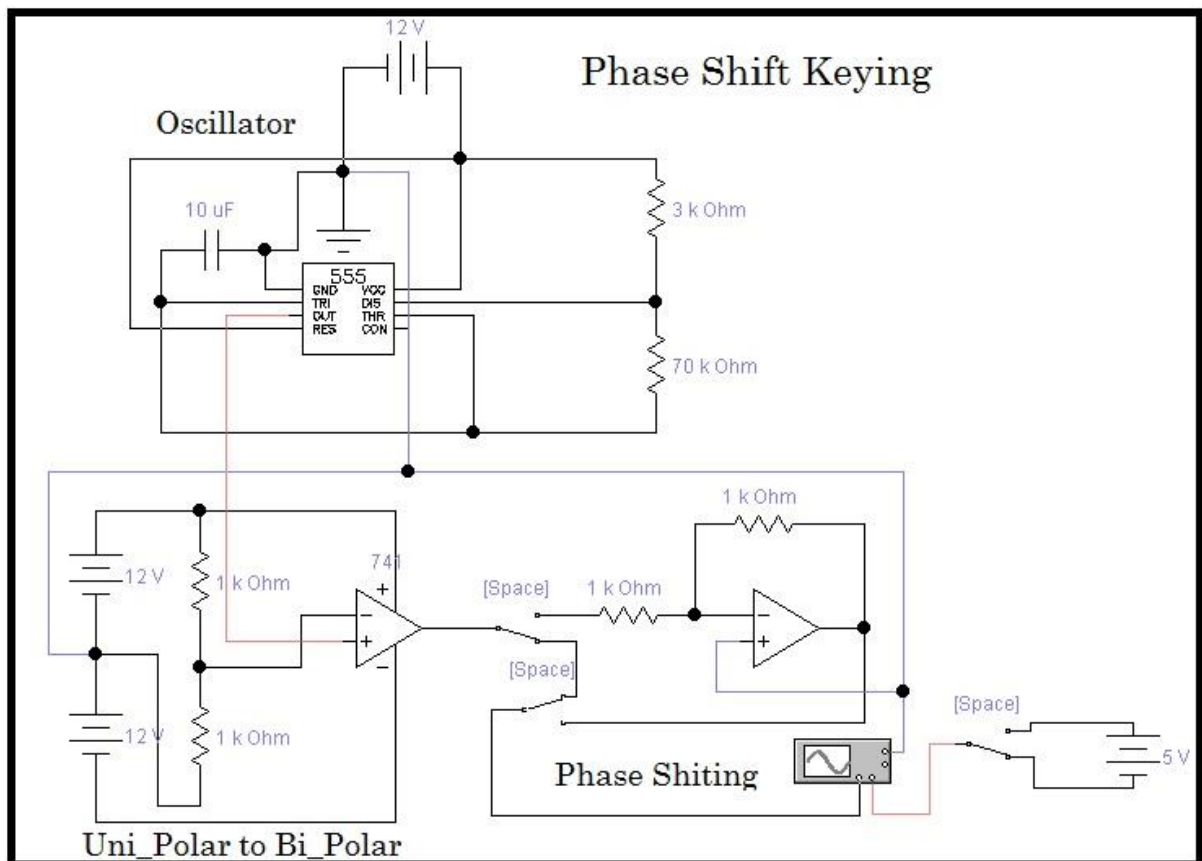 12 V
Phase Shift Keying
Oscillator
10 uF
3 k Ohm
555
GND VCC
TRI DIS
OUT THR
RES CON
70 k Ohm
1 k Ohm
12 V
1 k Ohm
741
+
−
+
−
[Space]
1 k Ohm
−
+
[Space]
[Space]
12 V
1 k Ohm
5 V
Phase Shiting
Uni_Polar to Bi_Polar